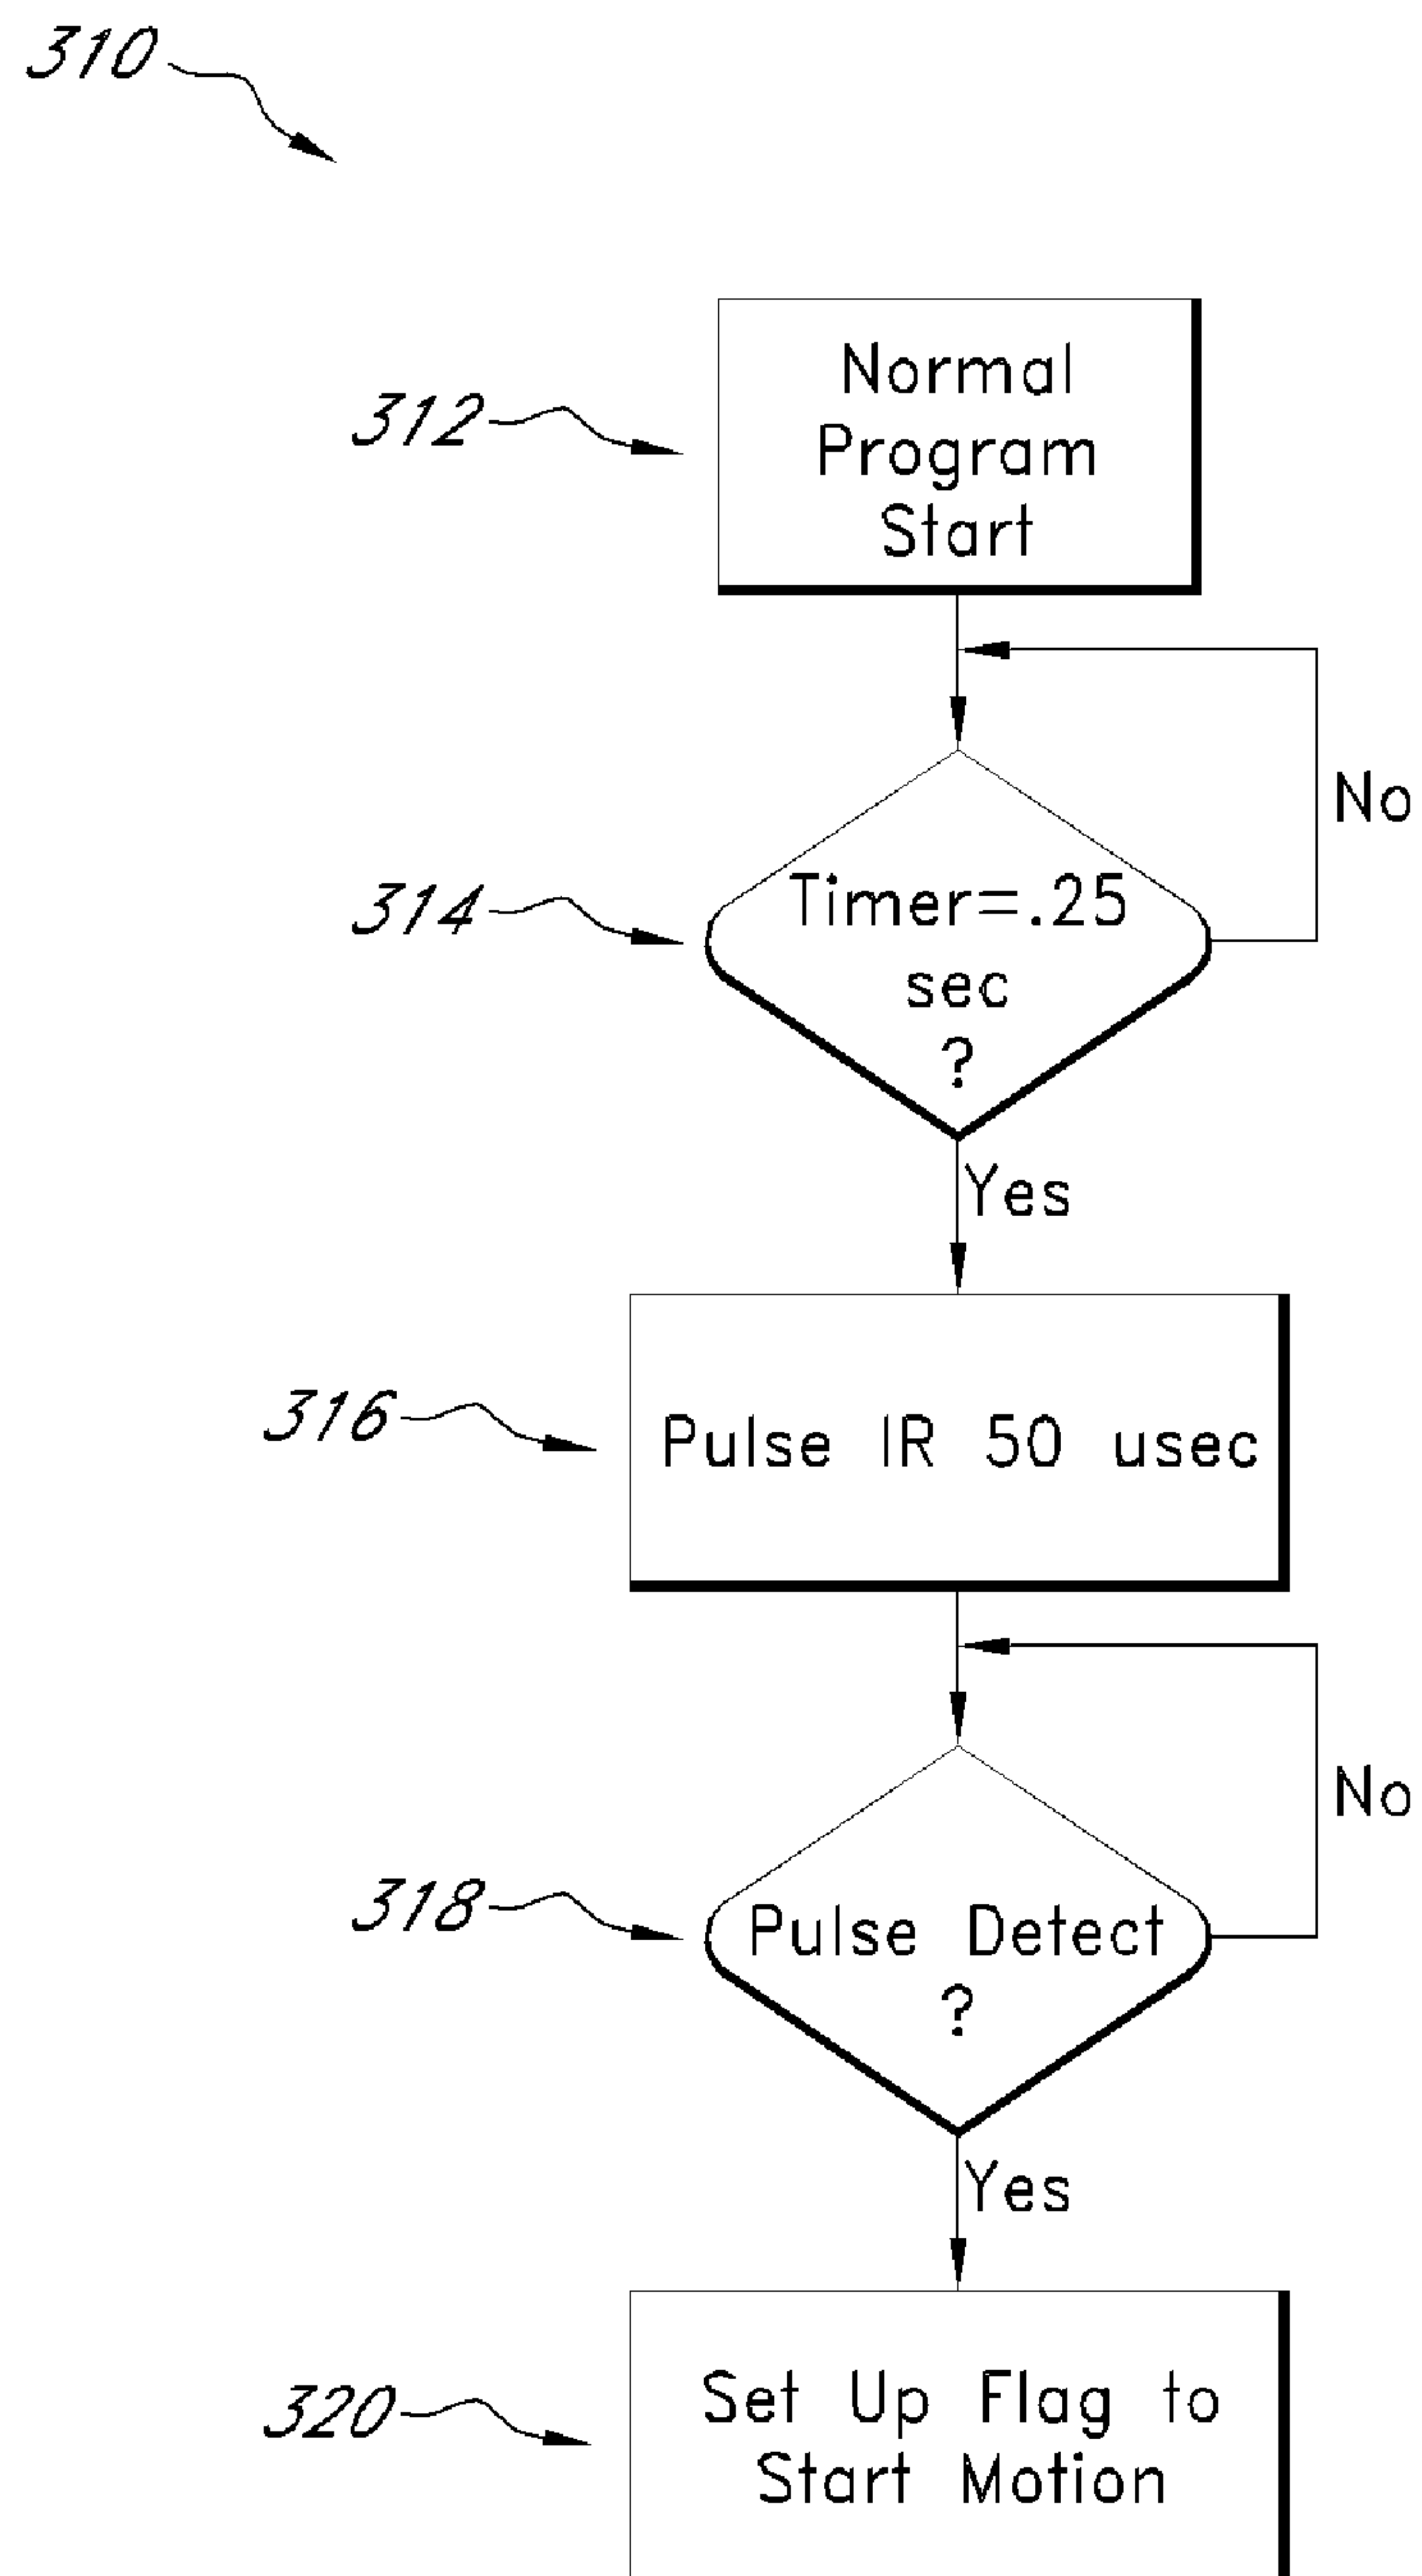 310
312
Normal
Program
Start
No
314
Timer=.25
sec
?
Yes
316
Pulse IR 50 usec
No
318
Pulse Detect
?
Yes
320
Set Up Flag to
Start Motion